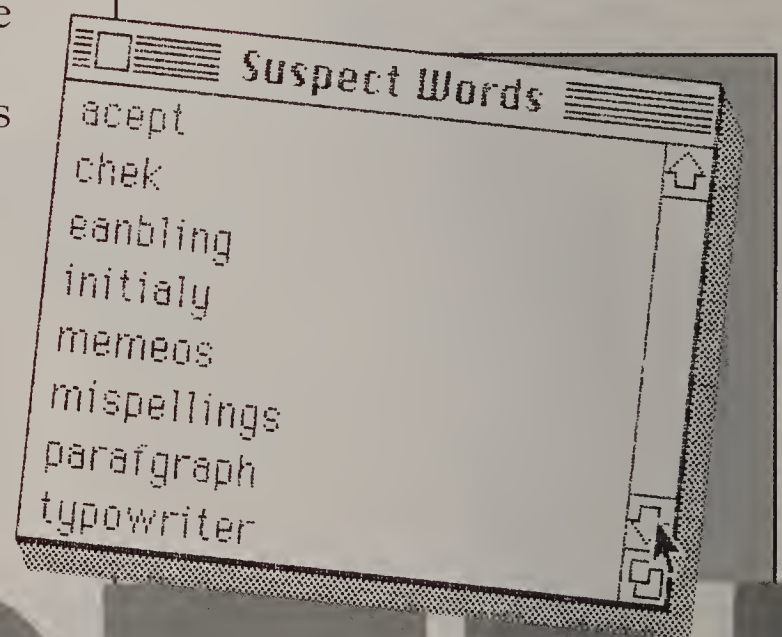 e
s
Suspect Words
acept
chek
eanbling
initialy
memeos
mispellings
parafgraph
typowriter